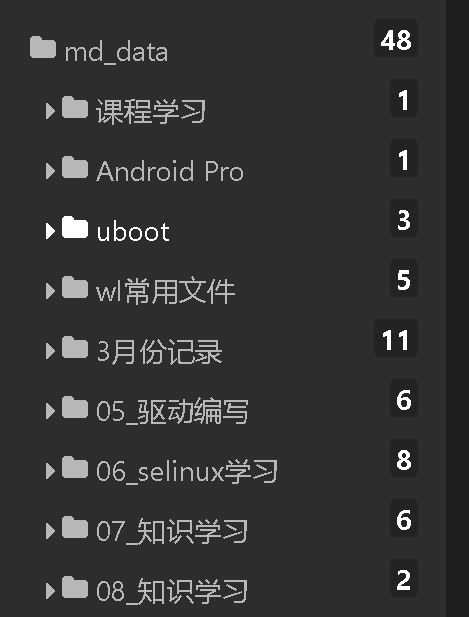 md_data 48
课程学习 1
Android Pro 1
uboot 3
wl常用文件 5
3月份记录 11
05_驱动编写 6
06_selinux学习 8
07_知识学习 6
08_知识学习 2